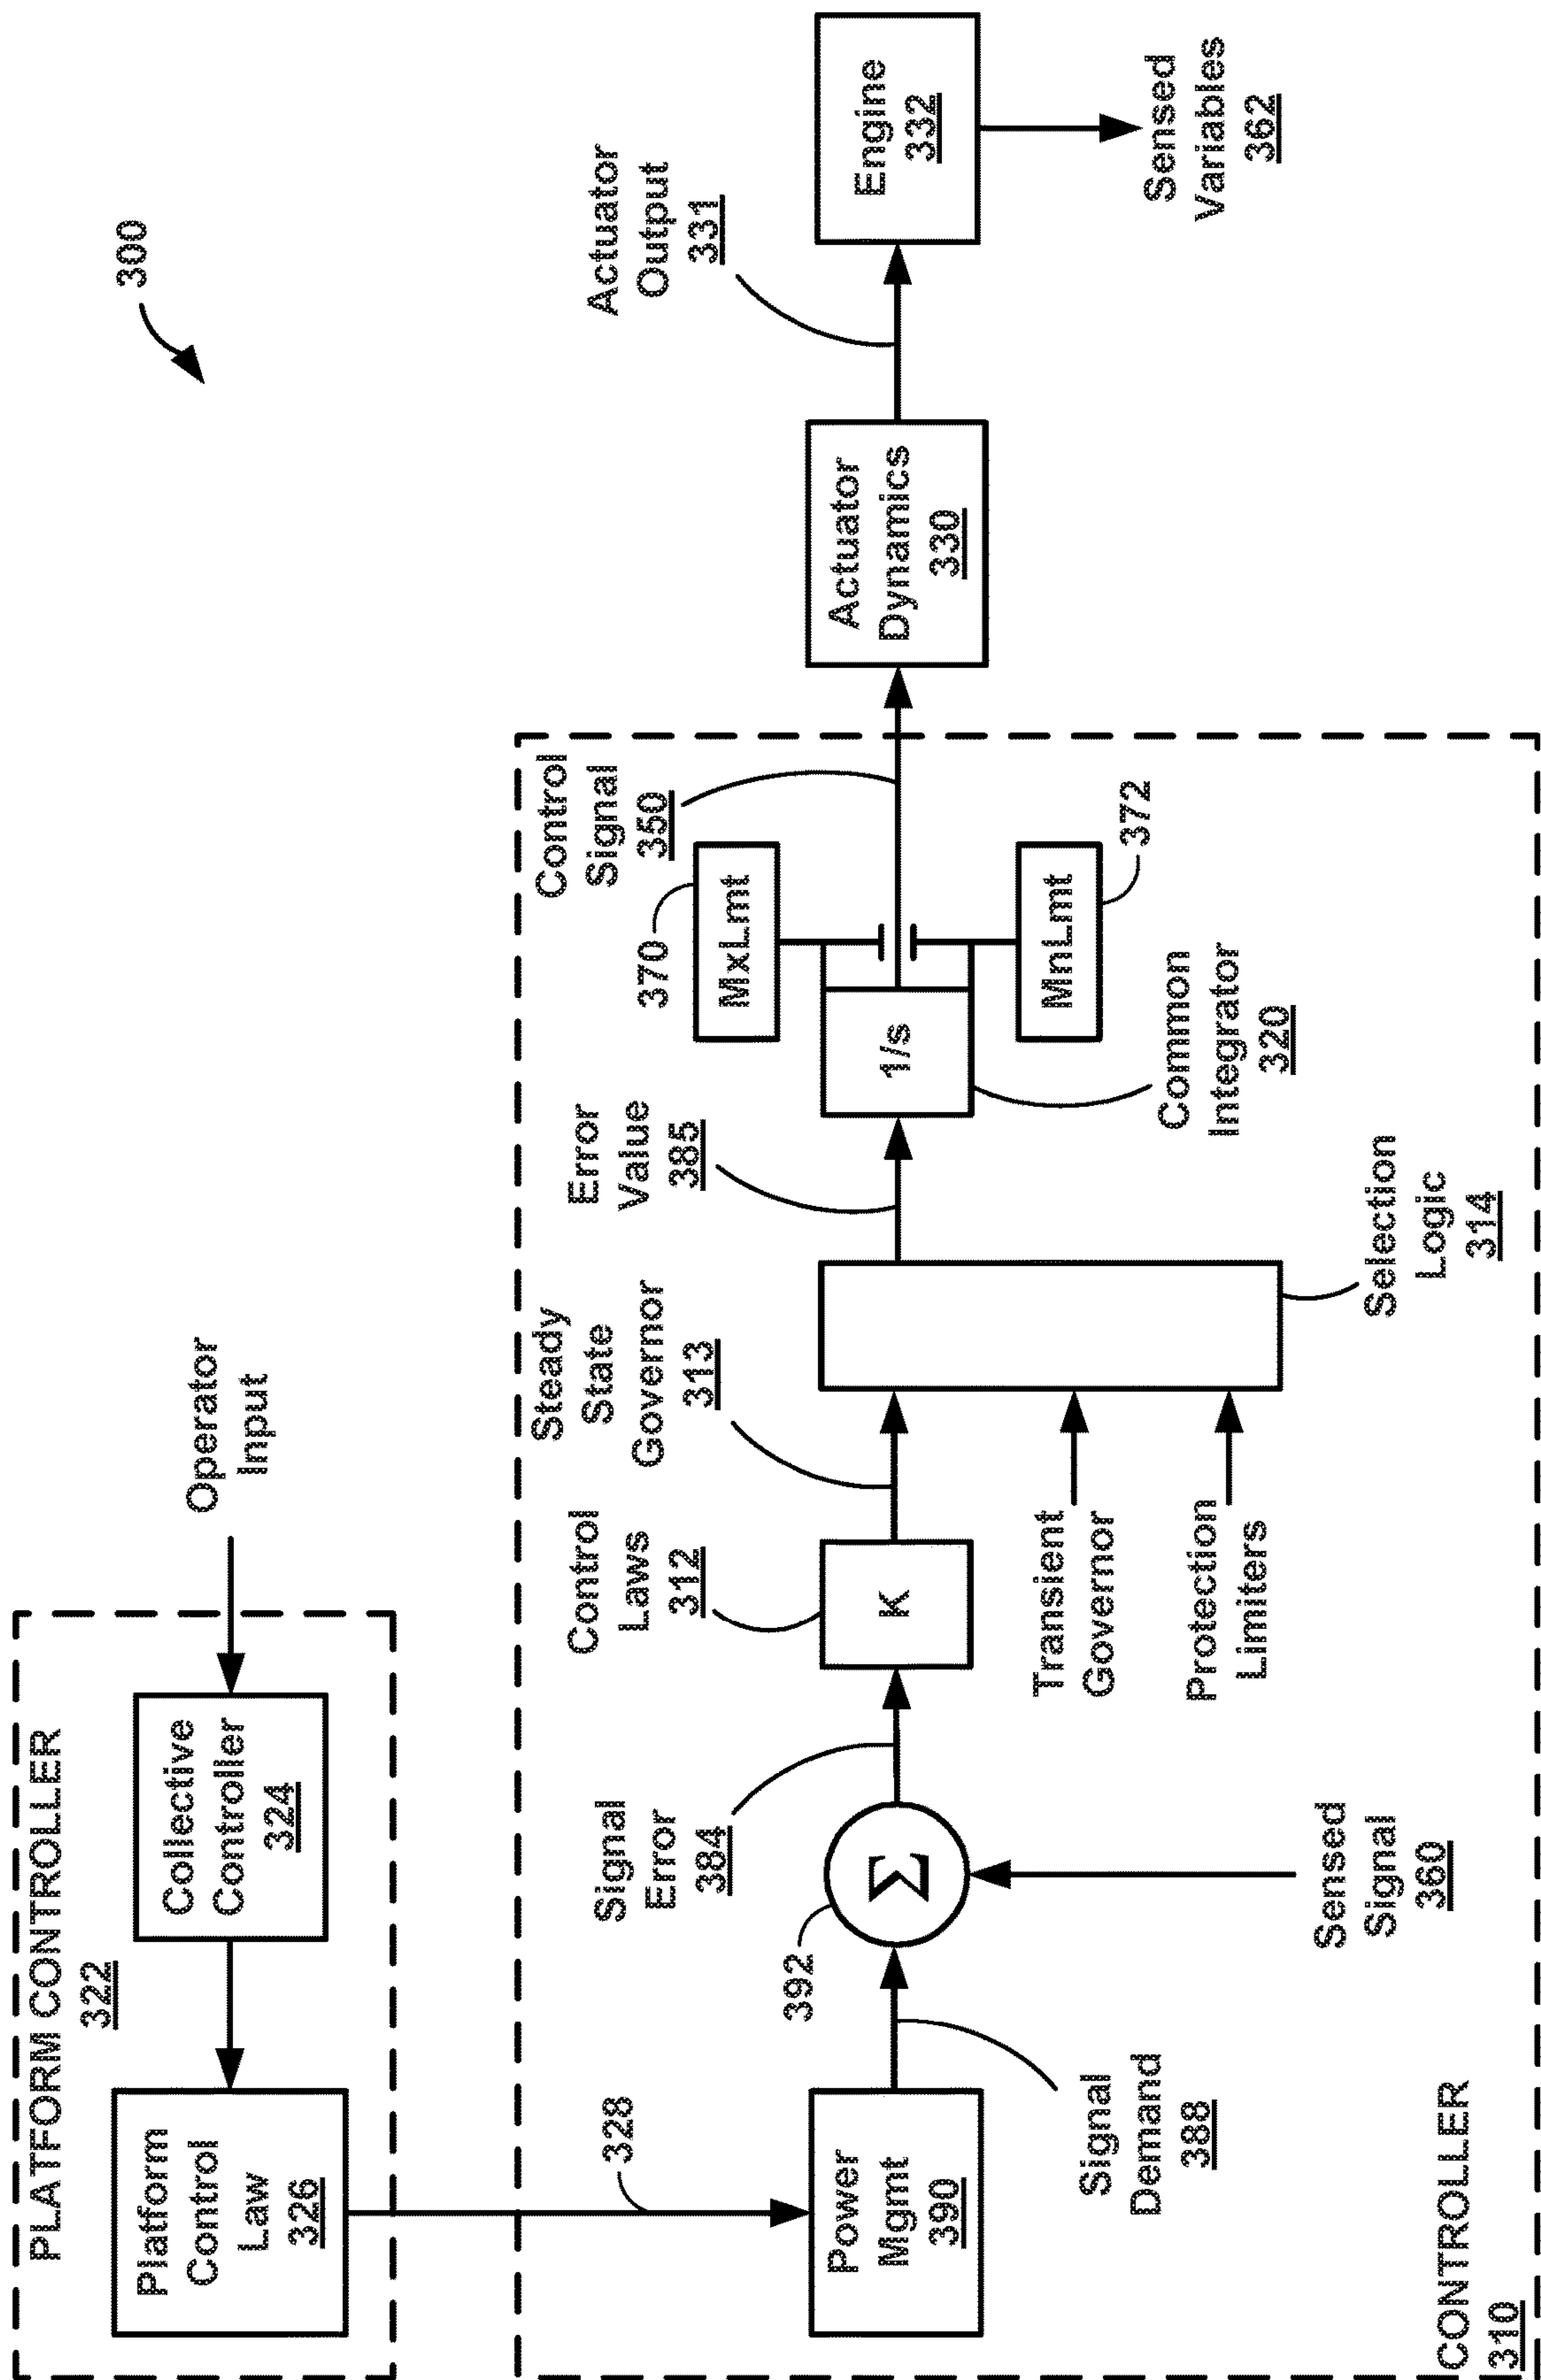 300
PLATFORM CONTROLLER
322
Platform
Control
Law
326
Collective
Controller
324
Operator
Input
328
Power
Mgmt
390
Signal
Demand
388
392
Σ
Sensed
Signal
360
Signal
Error
384
Control
Laws
312
K
Steady
State
Governor
313
Transient
Governor
Protection
Limiters
Selection
Logic
314
Error
Value
385
1/s
Common
Integrator
320
370
MxLmt
MnLmt
372
Control
Signal
350
CONTROLLER
310
Actuator
Dynamics
330
Actuator
Output
331
Engine
332
Sensed
Variables
362